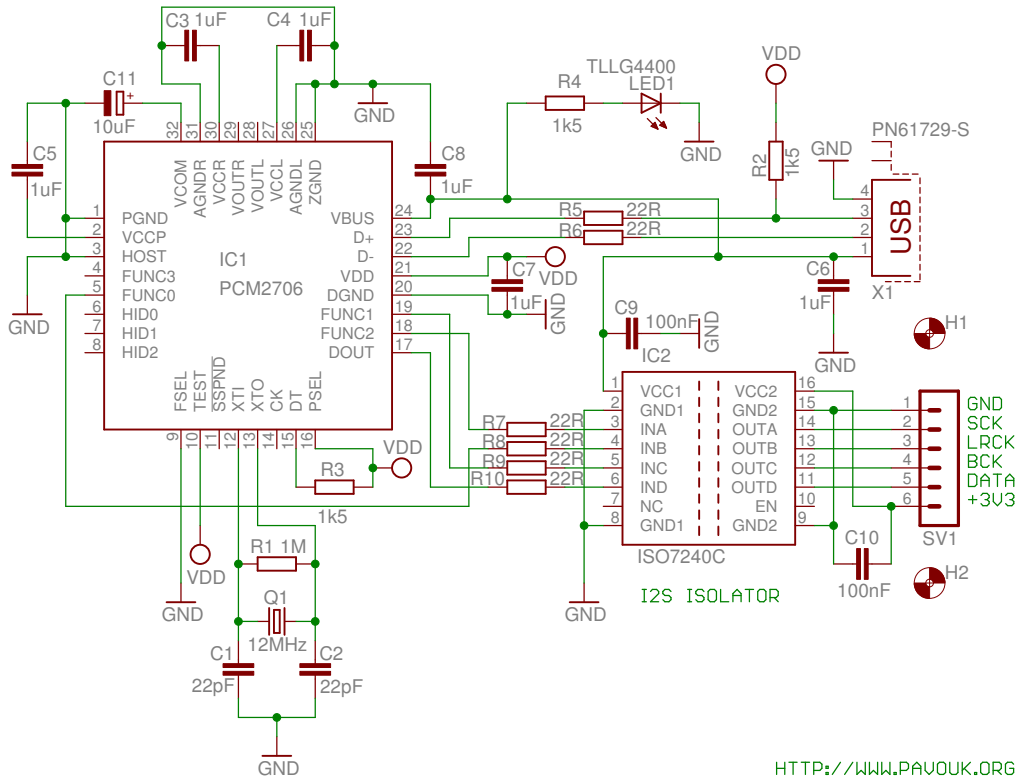 C3 1uF
C4 1uF
C11
10uF
GND
TLLG4400
R4
LED1
1k5
GND
VDD
R2
1k5
PN61729-S
GND
C5
1uF
32 31 30 29 28 27 26 25
VCOM AGNDR VCCR VOUTR VOUTL VCCL AGNDL ZGND
C8
1uF
1 PGND
2 VCCP
3 HOST
4 FUNC3
5 FUNC0
6 HID0
7 HID1
8 HID2
IC1
PCM2706
VBUS 24
D+ 23
D- 22
VDD 21
DGND 20
FUNC1 19
FUNC2 18
DOUT 17
FSEL TEST SSPND XTI XTO CK DT PSEL
9 10 11 12 13 14 15 16
R5 22R
R6 22R
4
3
2
1
USB
X1
C7
1uF
VDD
GND
C6
1uF
GND
GND
C9
100nF
GND
IC2
H1
1 VCC1
2 GND1
3 INA
4 INB
5 INC
6 IND
7 NC
8 GND1
VCC2 16
GND2 15
OUTA 14
OUTB 13
OUTC 12
OUTD 11
EN 10
GND2 9
ISO7240C
R7 22R
R8 22R
R9 22R
R10 22R
VDD
R3
1k5
1 GND
2 SCK
3 LRCK
4 BCK
5 DATA
6 +3V3
SV1
C10
100nF
H2
I2S ISOLATOR
GND
VDD
GND
R1 1M
Q1
12MHz
C1
22pF
C2
22pF
GND
HTTP://WWW.PAVOUK.ORG